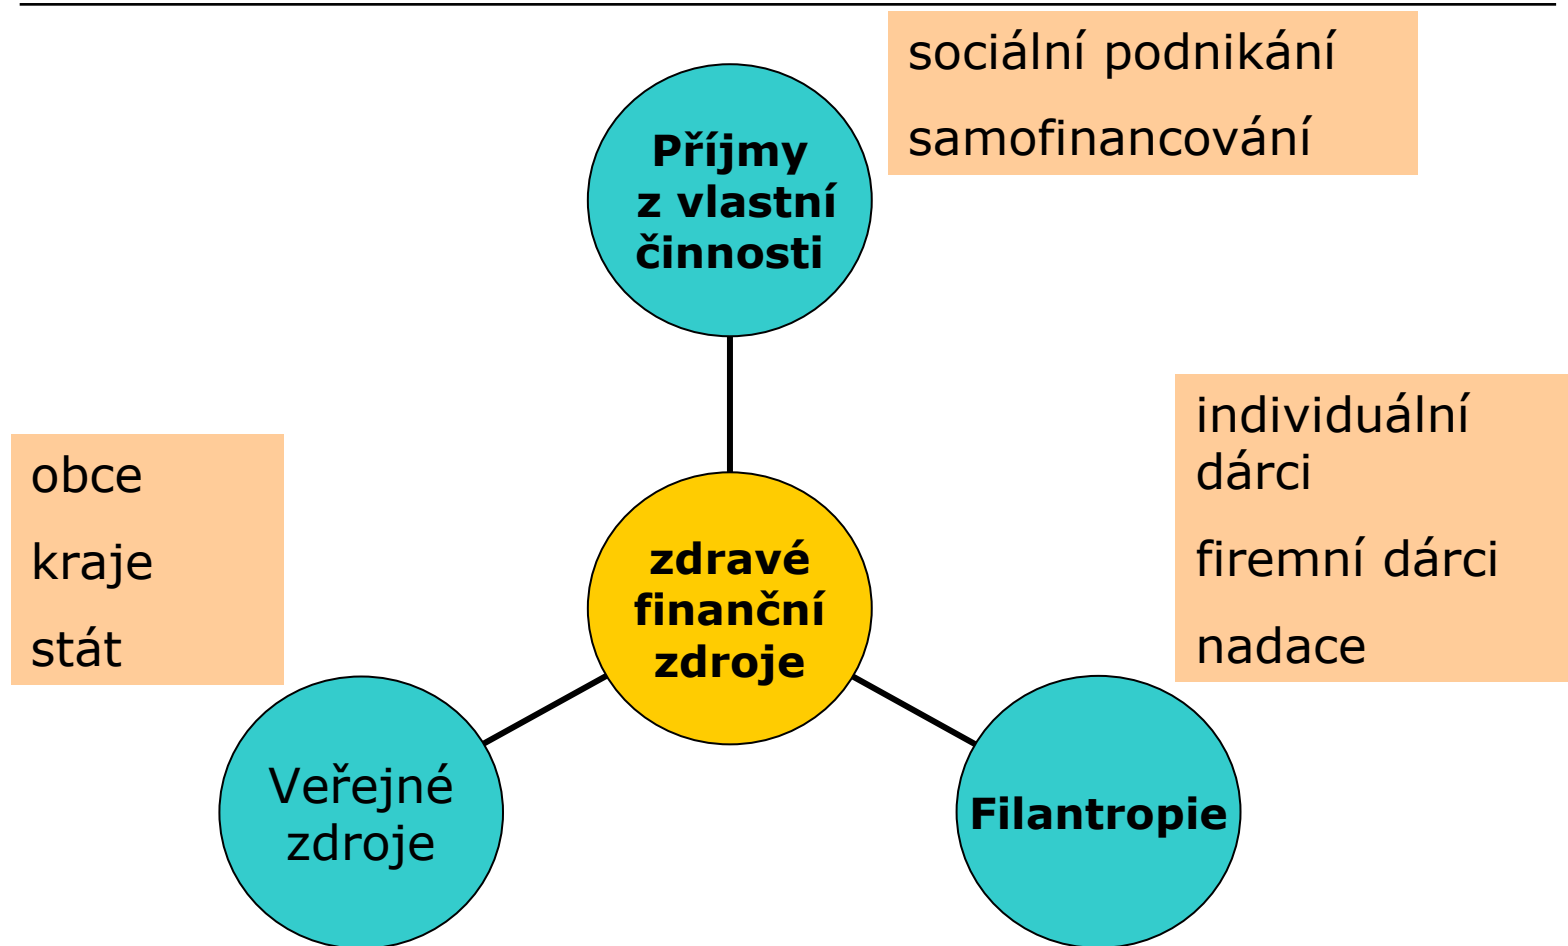 sociální podnikání
samofinancování
Příjmy
z vlastní
činnosti
individuální
dárci
firemní dárci
nadace
obce
kraje
stát
zdravé
finanční
zdroje
Veřejné
zdroje
Filantropie